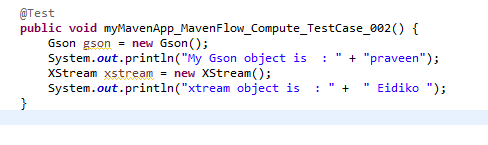 @Test
public void myMavenApp_MavenFlow_Compute_TestCase_002() {
Gson gson = new Gson();
System.out.println("My Gson object is  : " + "praveen");
XStream xstream = new XStream();
System.out.println("xtream object is  : " +  " Eidiko ");
}